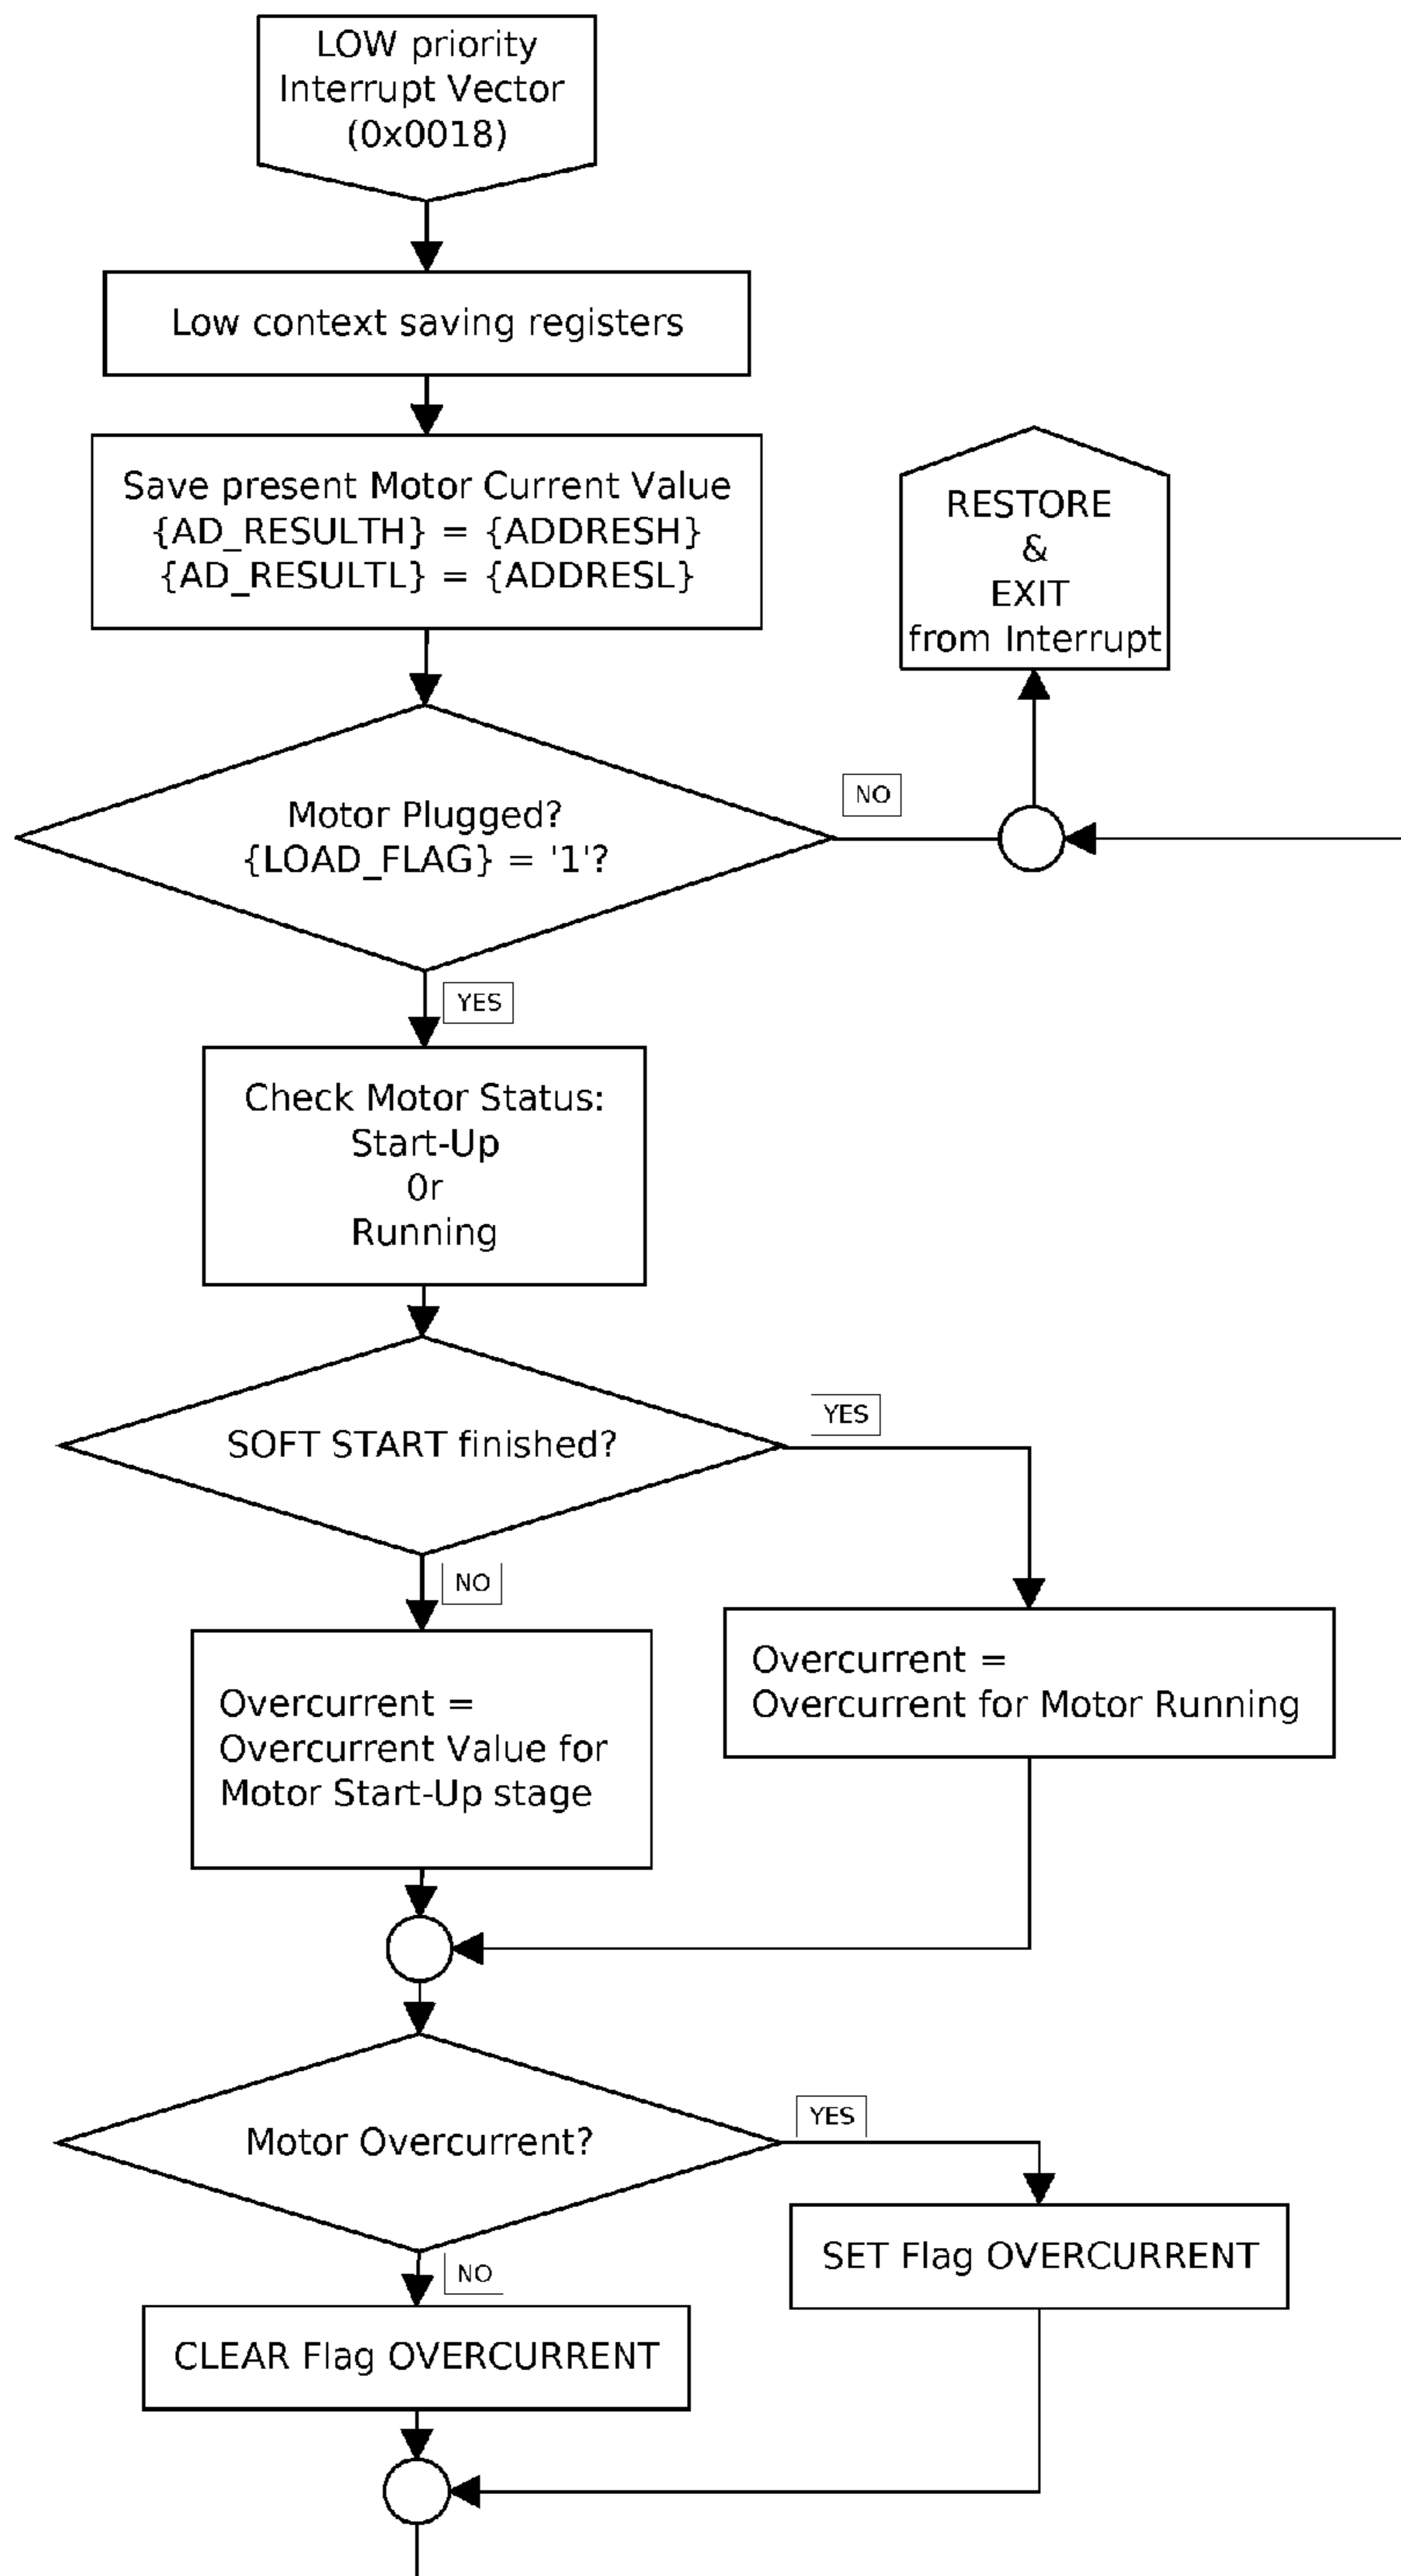 LOW priority
Interrupt Vector
(0x0018)
Low context saving registers
Save present Motor Current Value
{AD_RESULTH} = {ADDRESH}
{AD_RESULTL} = {ADDRESL}
RESTORE
&
EXIT
from Interrupt
NO
Motor Plugged?
{LOAD_FLAG} = '1'?
YES
Check Motor Status:
Start-Up
0r
Running
YES
SOFT START finished?
NO
Overcurrent =
Overcurrent for Motor Running
Overcurrent =
Overcurrent Value for
Motor Start-Up stage
YES
Motor Overcurrent?
SET Flag OVERCURRENT
NO
CLEAR Flag OVERCURRENT